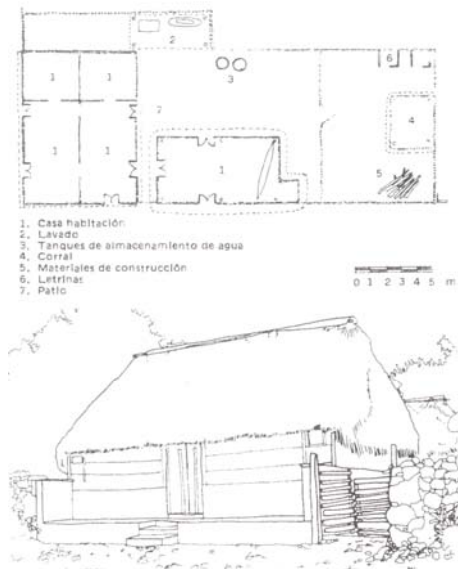 2
6
1 1
3
7
4
1 1
1
5
1. Casa habitación
2. Lavado
3. Tanques de almacenamiento de agua
4. Corral
5. Materiales de construcción
6. Letrinas
7. Patio
0 1 2 3 4 5 m